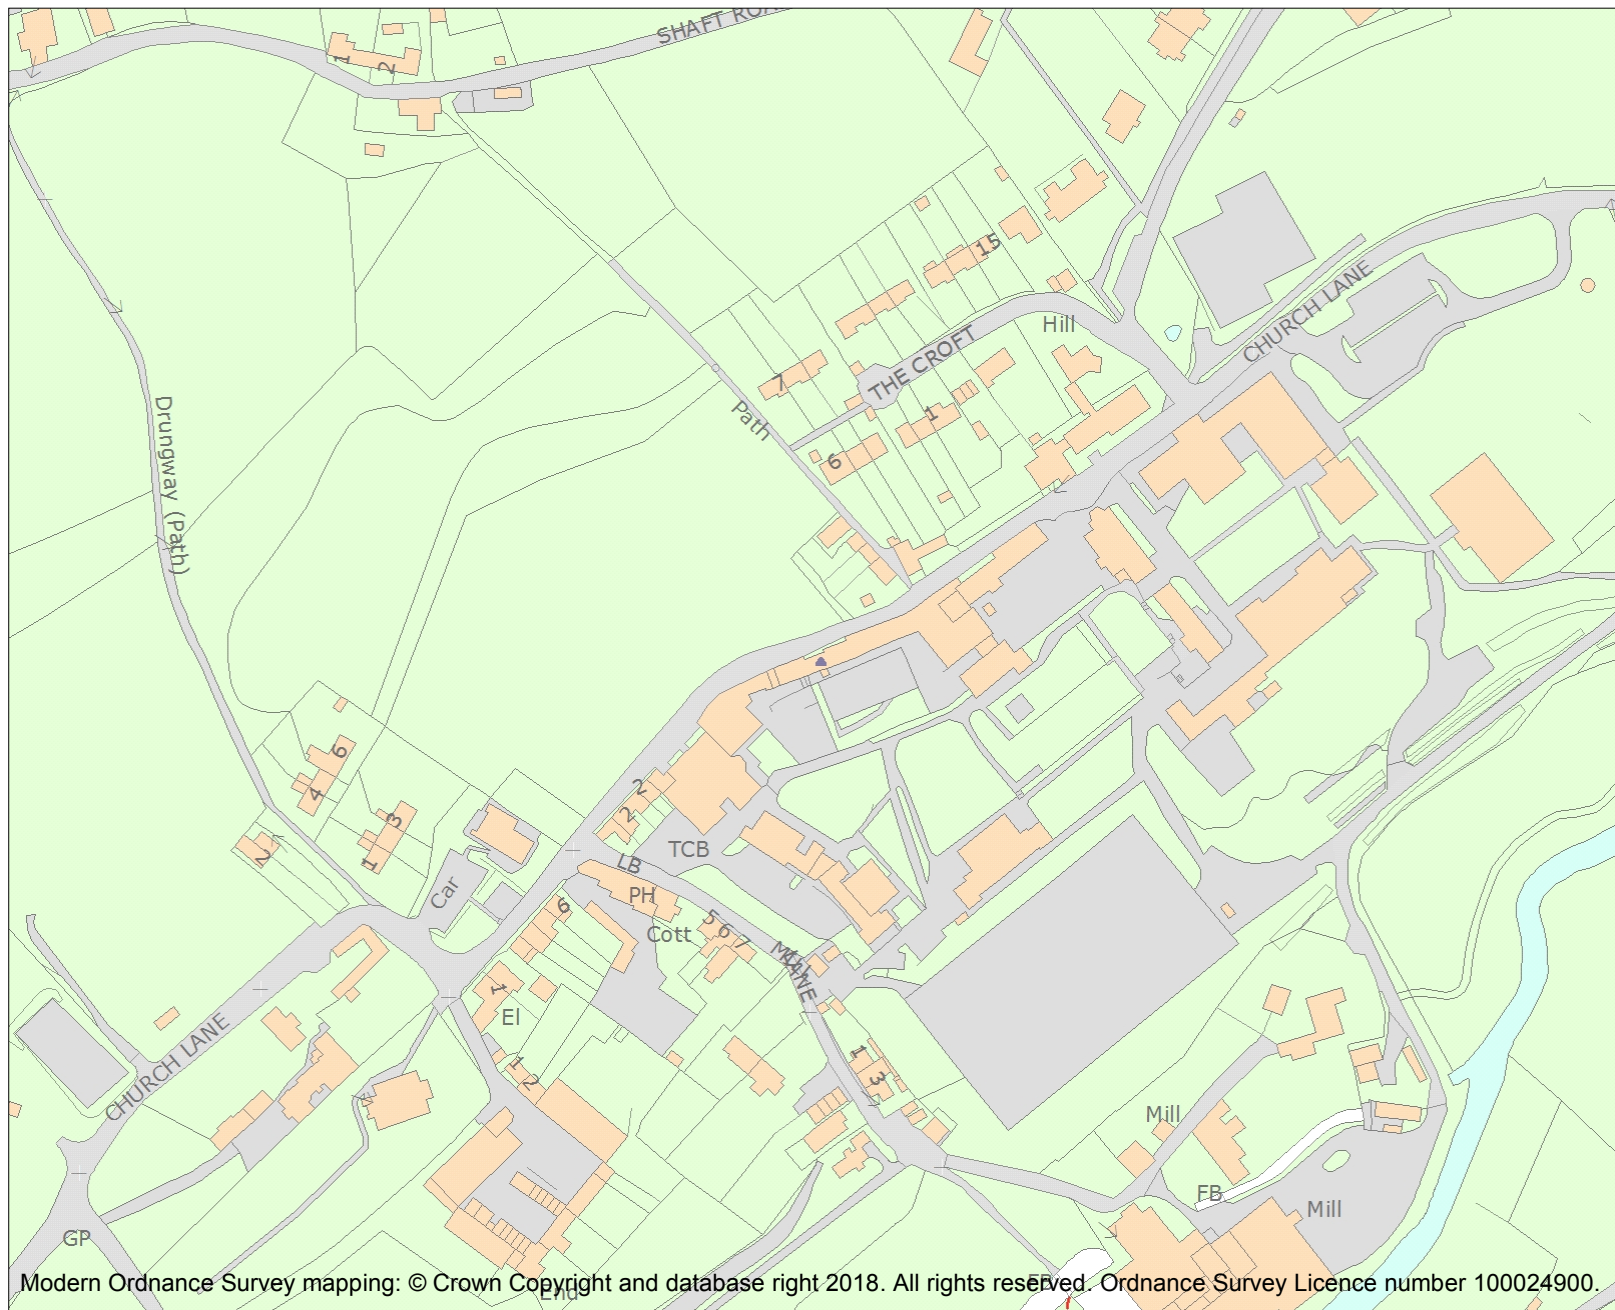 SHAFT ROAD
1
2
15
Hill
CHURCH LANE
THE CROFT
7
1
Path
6
Drungway (Path)
6
4
3
1
2
2
2
TCB
LB
Car
PH
6
5 6 7
Cott
LANE
1
El
1
3
1 2
CHURCH LANE
Mill
FB
Mill
GP
FB
End
Modern Ordnance Survey mapping: © Crown Copyright and database right 2018. All rights reserved. Ordnance Survey Licence number 100024900.